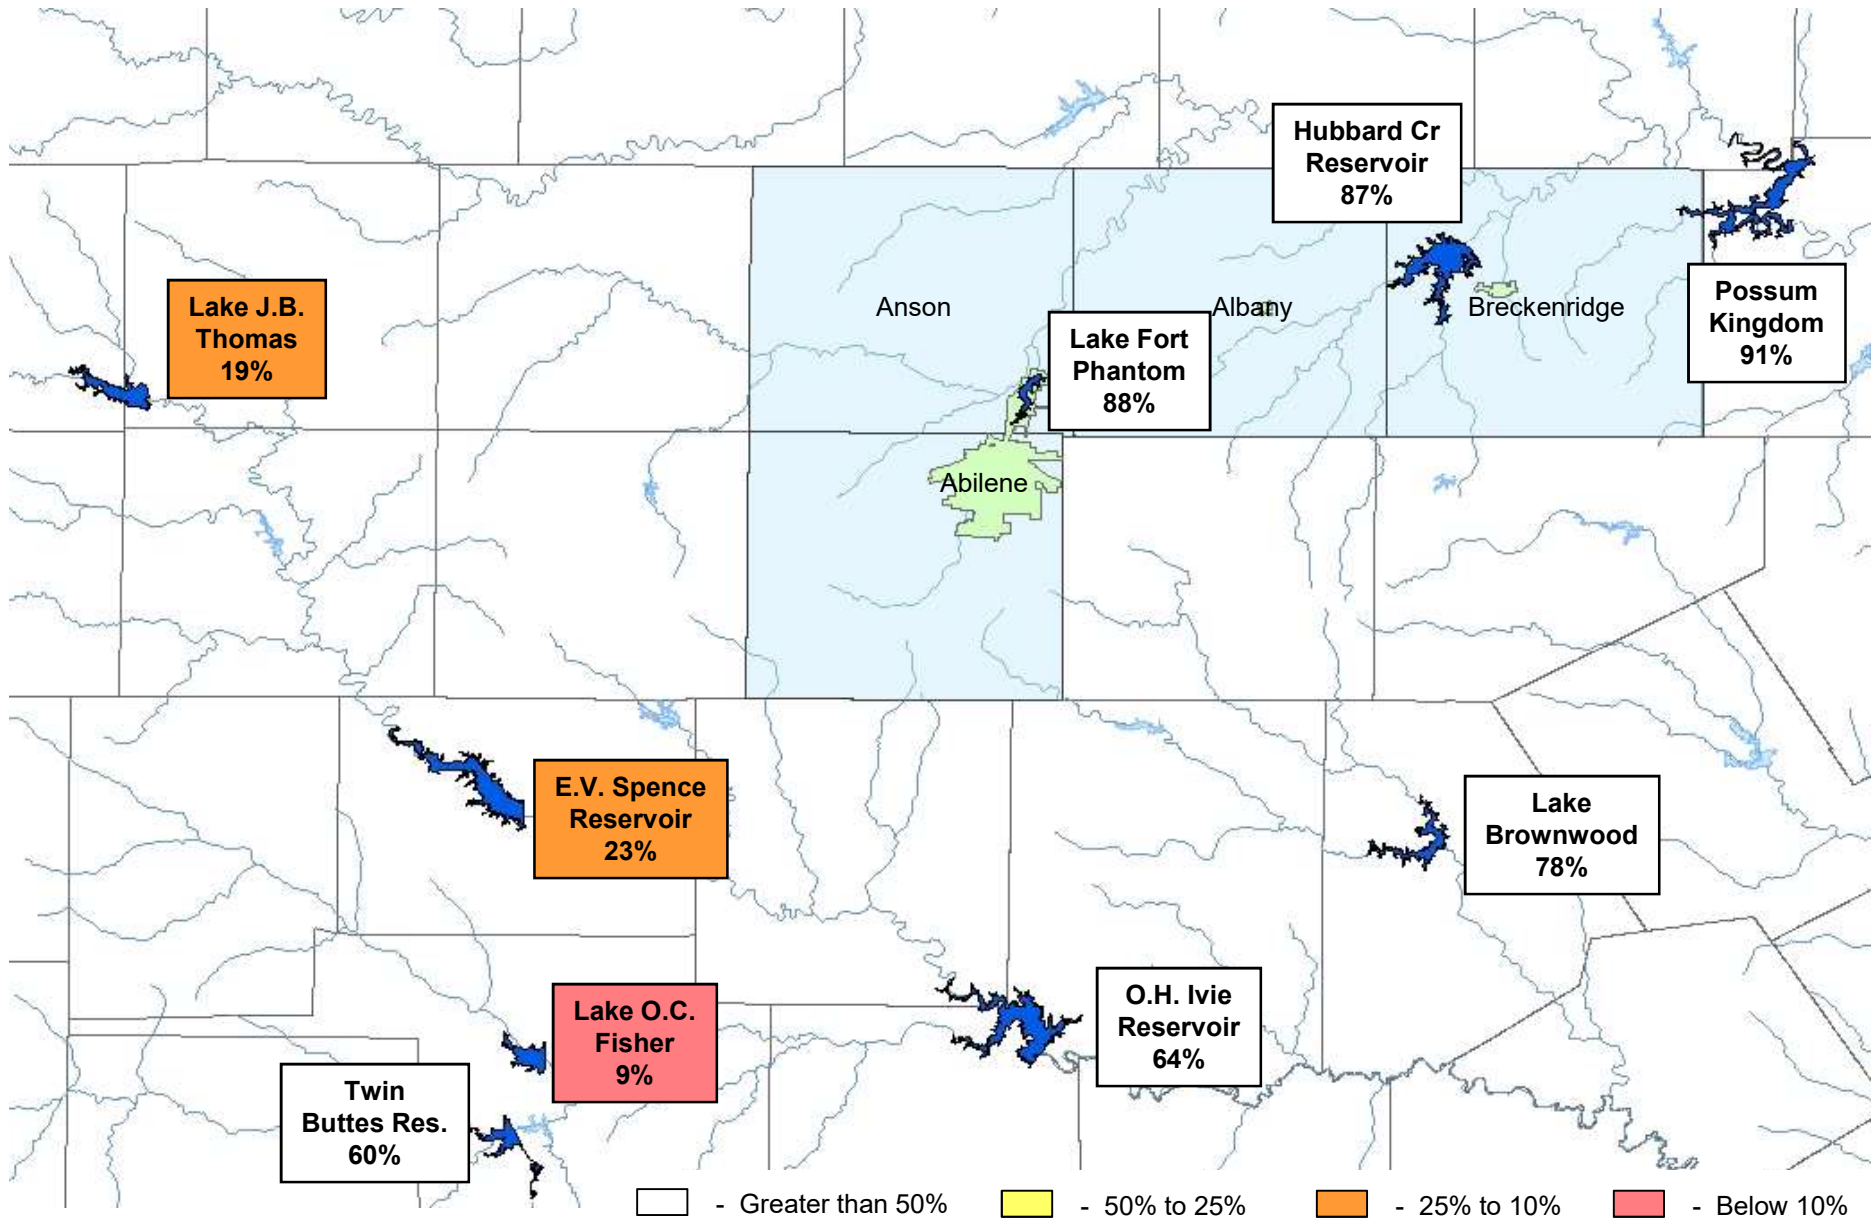 Hubbard Cr
Reservoir
87%
Lake J.B.
Thomas
19%
Anson
Albany
Breckenridge
Possum
Kingdom
91%
Lake Fort
Phantom
88%
Abilene
E.V. Spence
Reservoir
23%
Lake
Brownwood
78%
Lake O.C.
Fisher
9%
O.H. Ivie
Reservoir
64%
Twin
Buttes Res.
60%
- Greater than 50%
- 50% to 25%
- 25% to 10%
- Below 10%